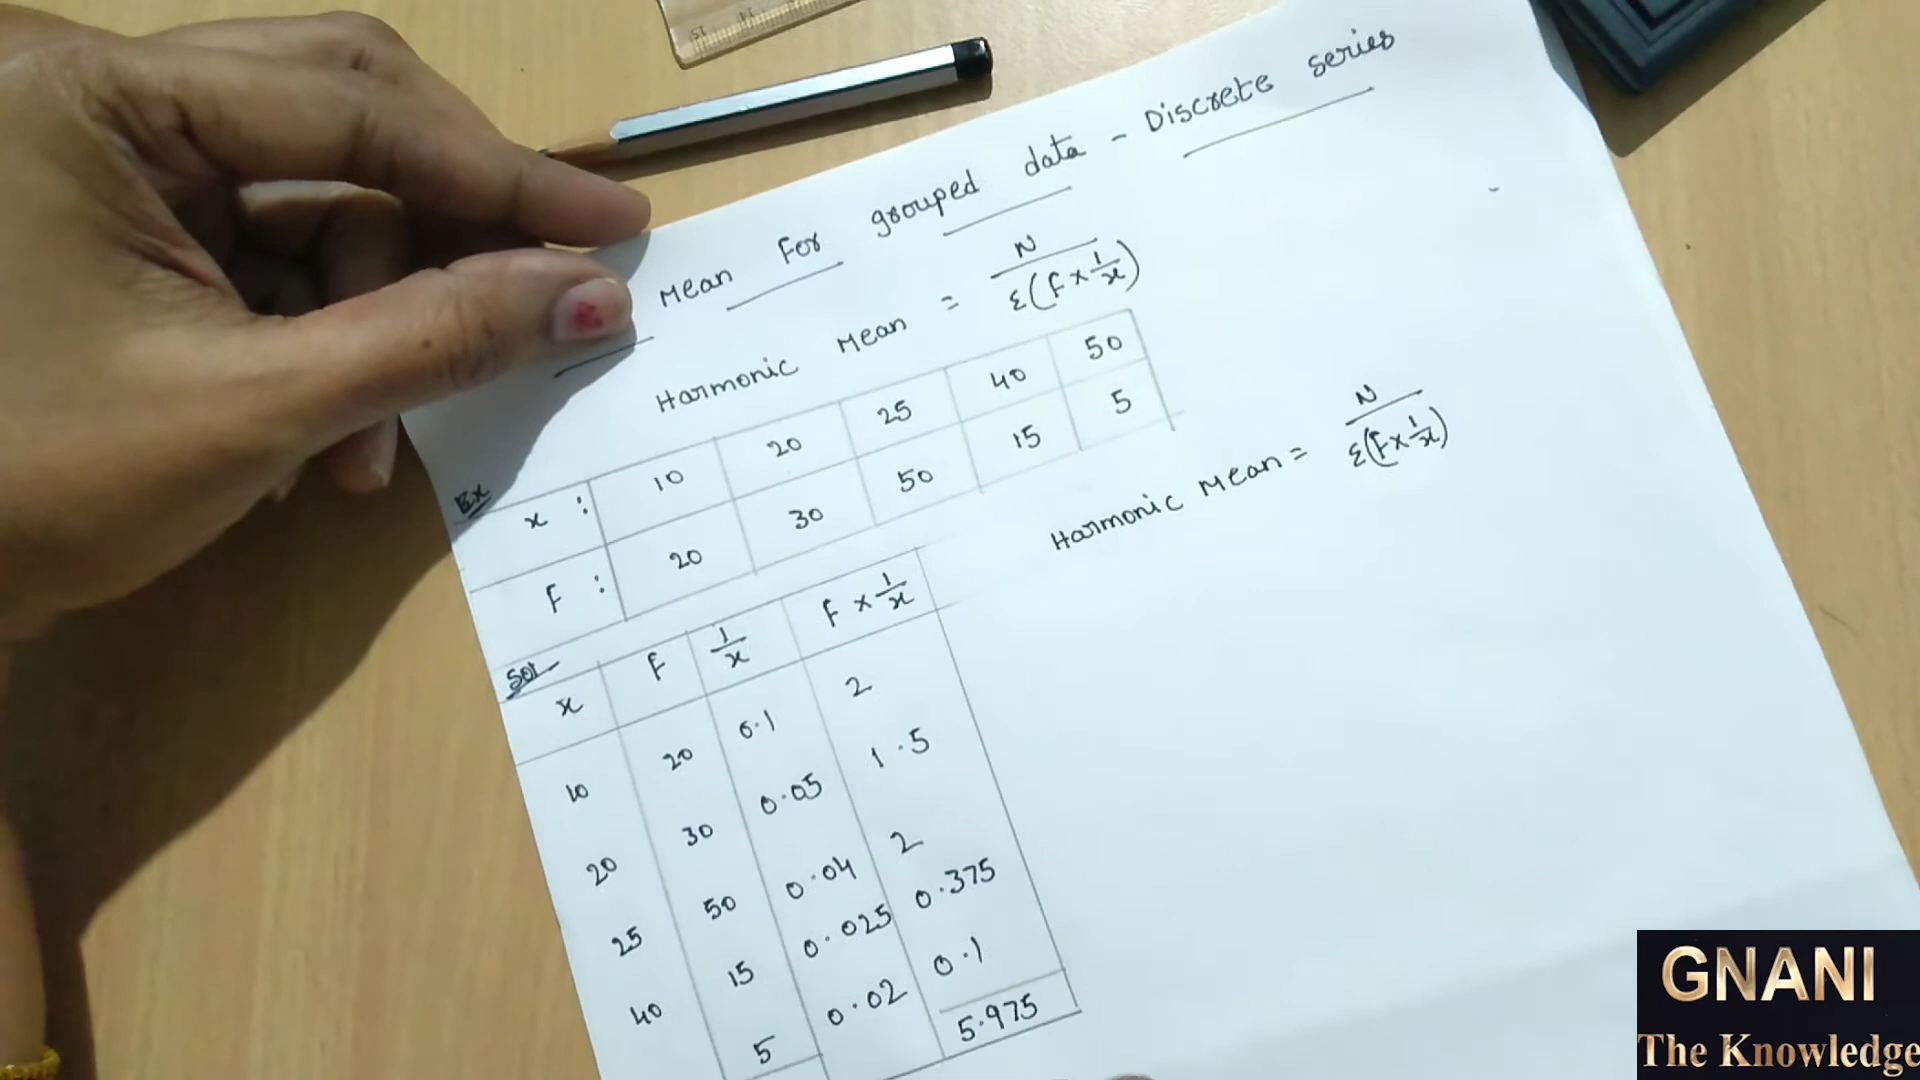 Mean For grouped data - Discrete series
Harmonic Mean = N / Σ(F × 1/x)
Ex
x : 10 20 25 40 50
F : 20 30 50 15 5
Sol
x F 1/x F × 1/x
10 20 0.1 2
20 30 0.05 1.5
25 50 0.04 2
40 15 0.025 0.375
5 0.02 0.1
5.975
Harmonic Mean = N / Σ(F × 1/x)
GNANI
The Knowledge